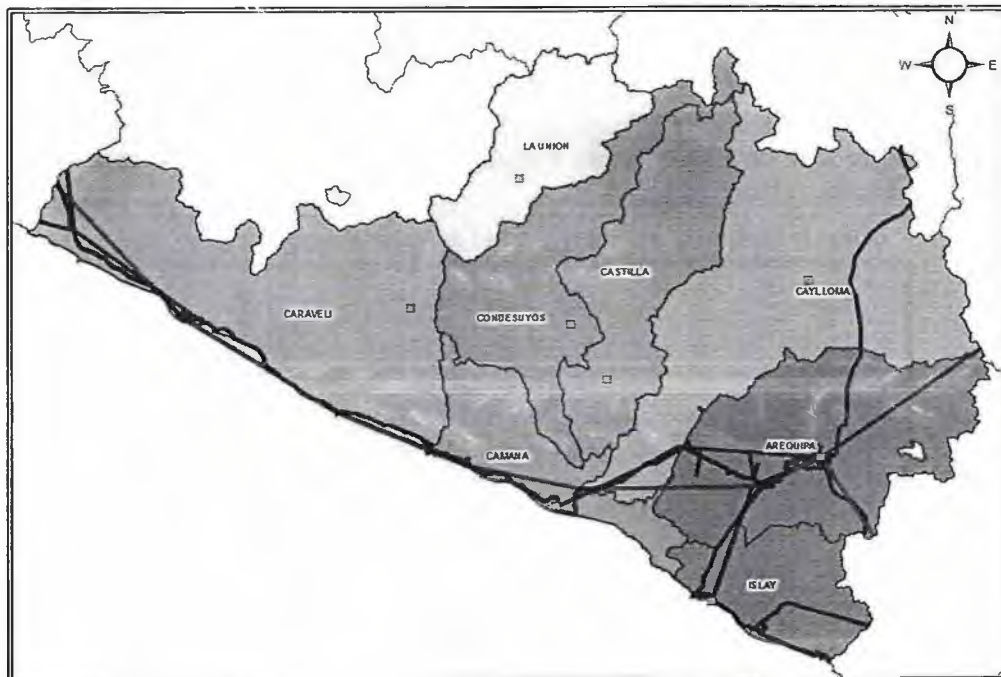 N
W E
S
LA UNION
CASTILLA
CAYLLOMA
CARAVELI
CONDESUYOS
AREQUIPA
CAMANA
ISLAY